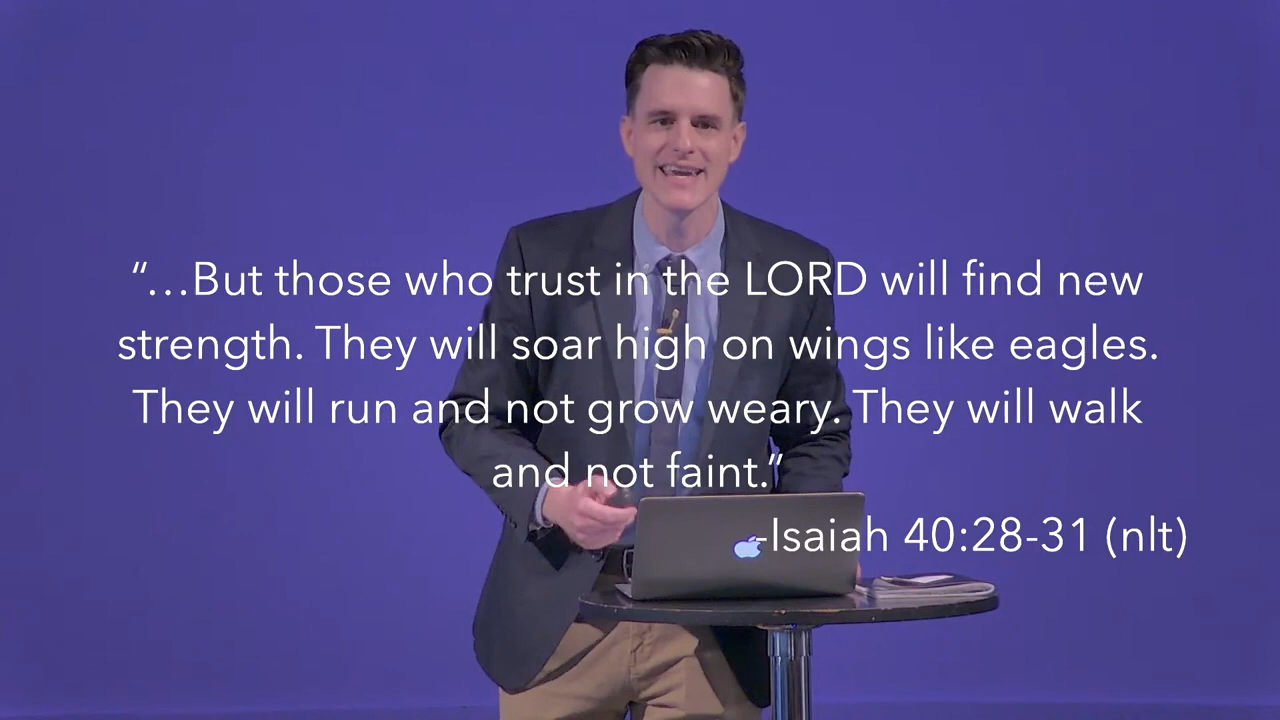 “…But those who trust in the LORD will find new
strength. They will soar high on wings like eagles.
They will run and not grow weary. They will walk
and not faint.”
-Isaiah 40:28-31 (nlt)